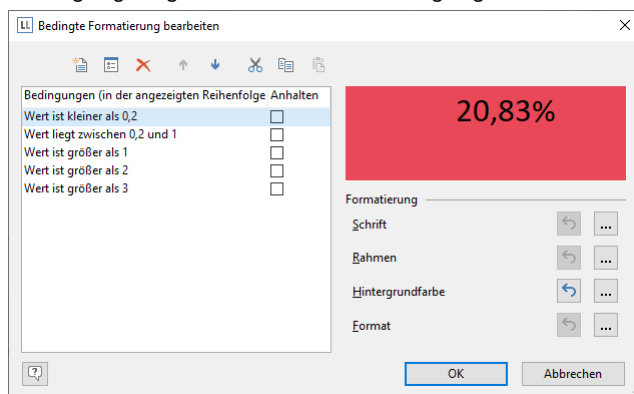 LL Bedingte Formatierung bearbeiten
Bedingungen (in der angezeigten Reihenfolge Anhalten
Wert ist kleiner als 0,2
Wert liegt zwischen 0,2 und 1
Wert ist größer als 1
Wert ist größer als 2
Wert ist größer als 3
20,83%
Formatierung
Schrift ...
Rahmen ...
Hintergrundfarbe ...
Format ...
? OK Abbrechen